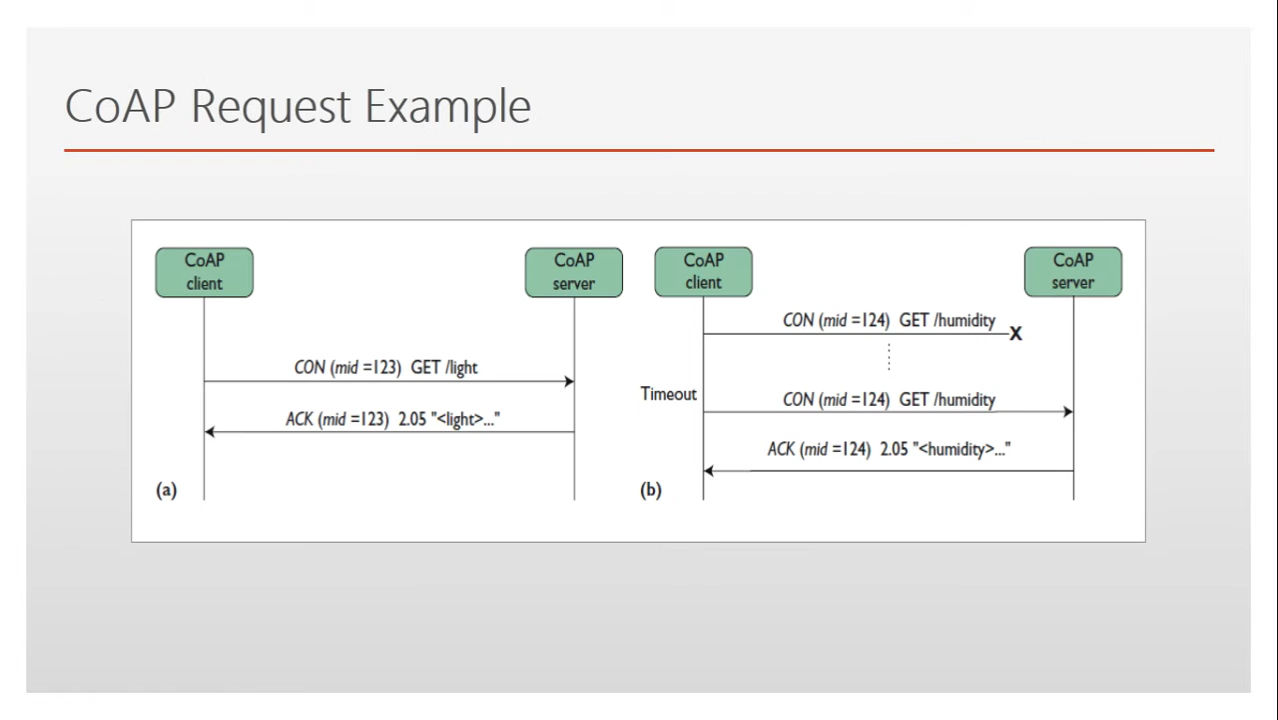 CoAP Request Example
CoAP
client
CoAP
server
CON (mid =123) GET /light
ACK (mid =123) 2.05 "<light>..."
(a)
CoAP
client
CoAP
server
CON (mid =124) GET /humidity
X
Timeout
CON (mid =124) GET /humidity
ACK (mid =124) 2.05 "<humidity>..."
(b)